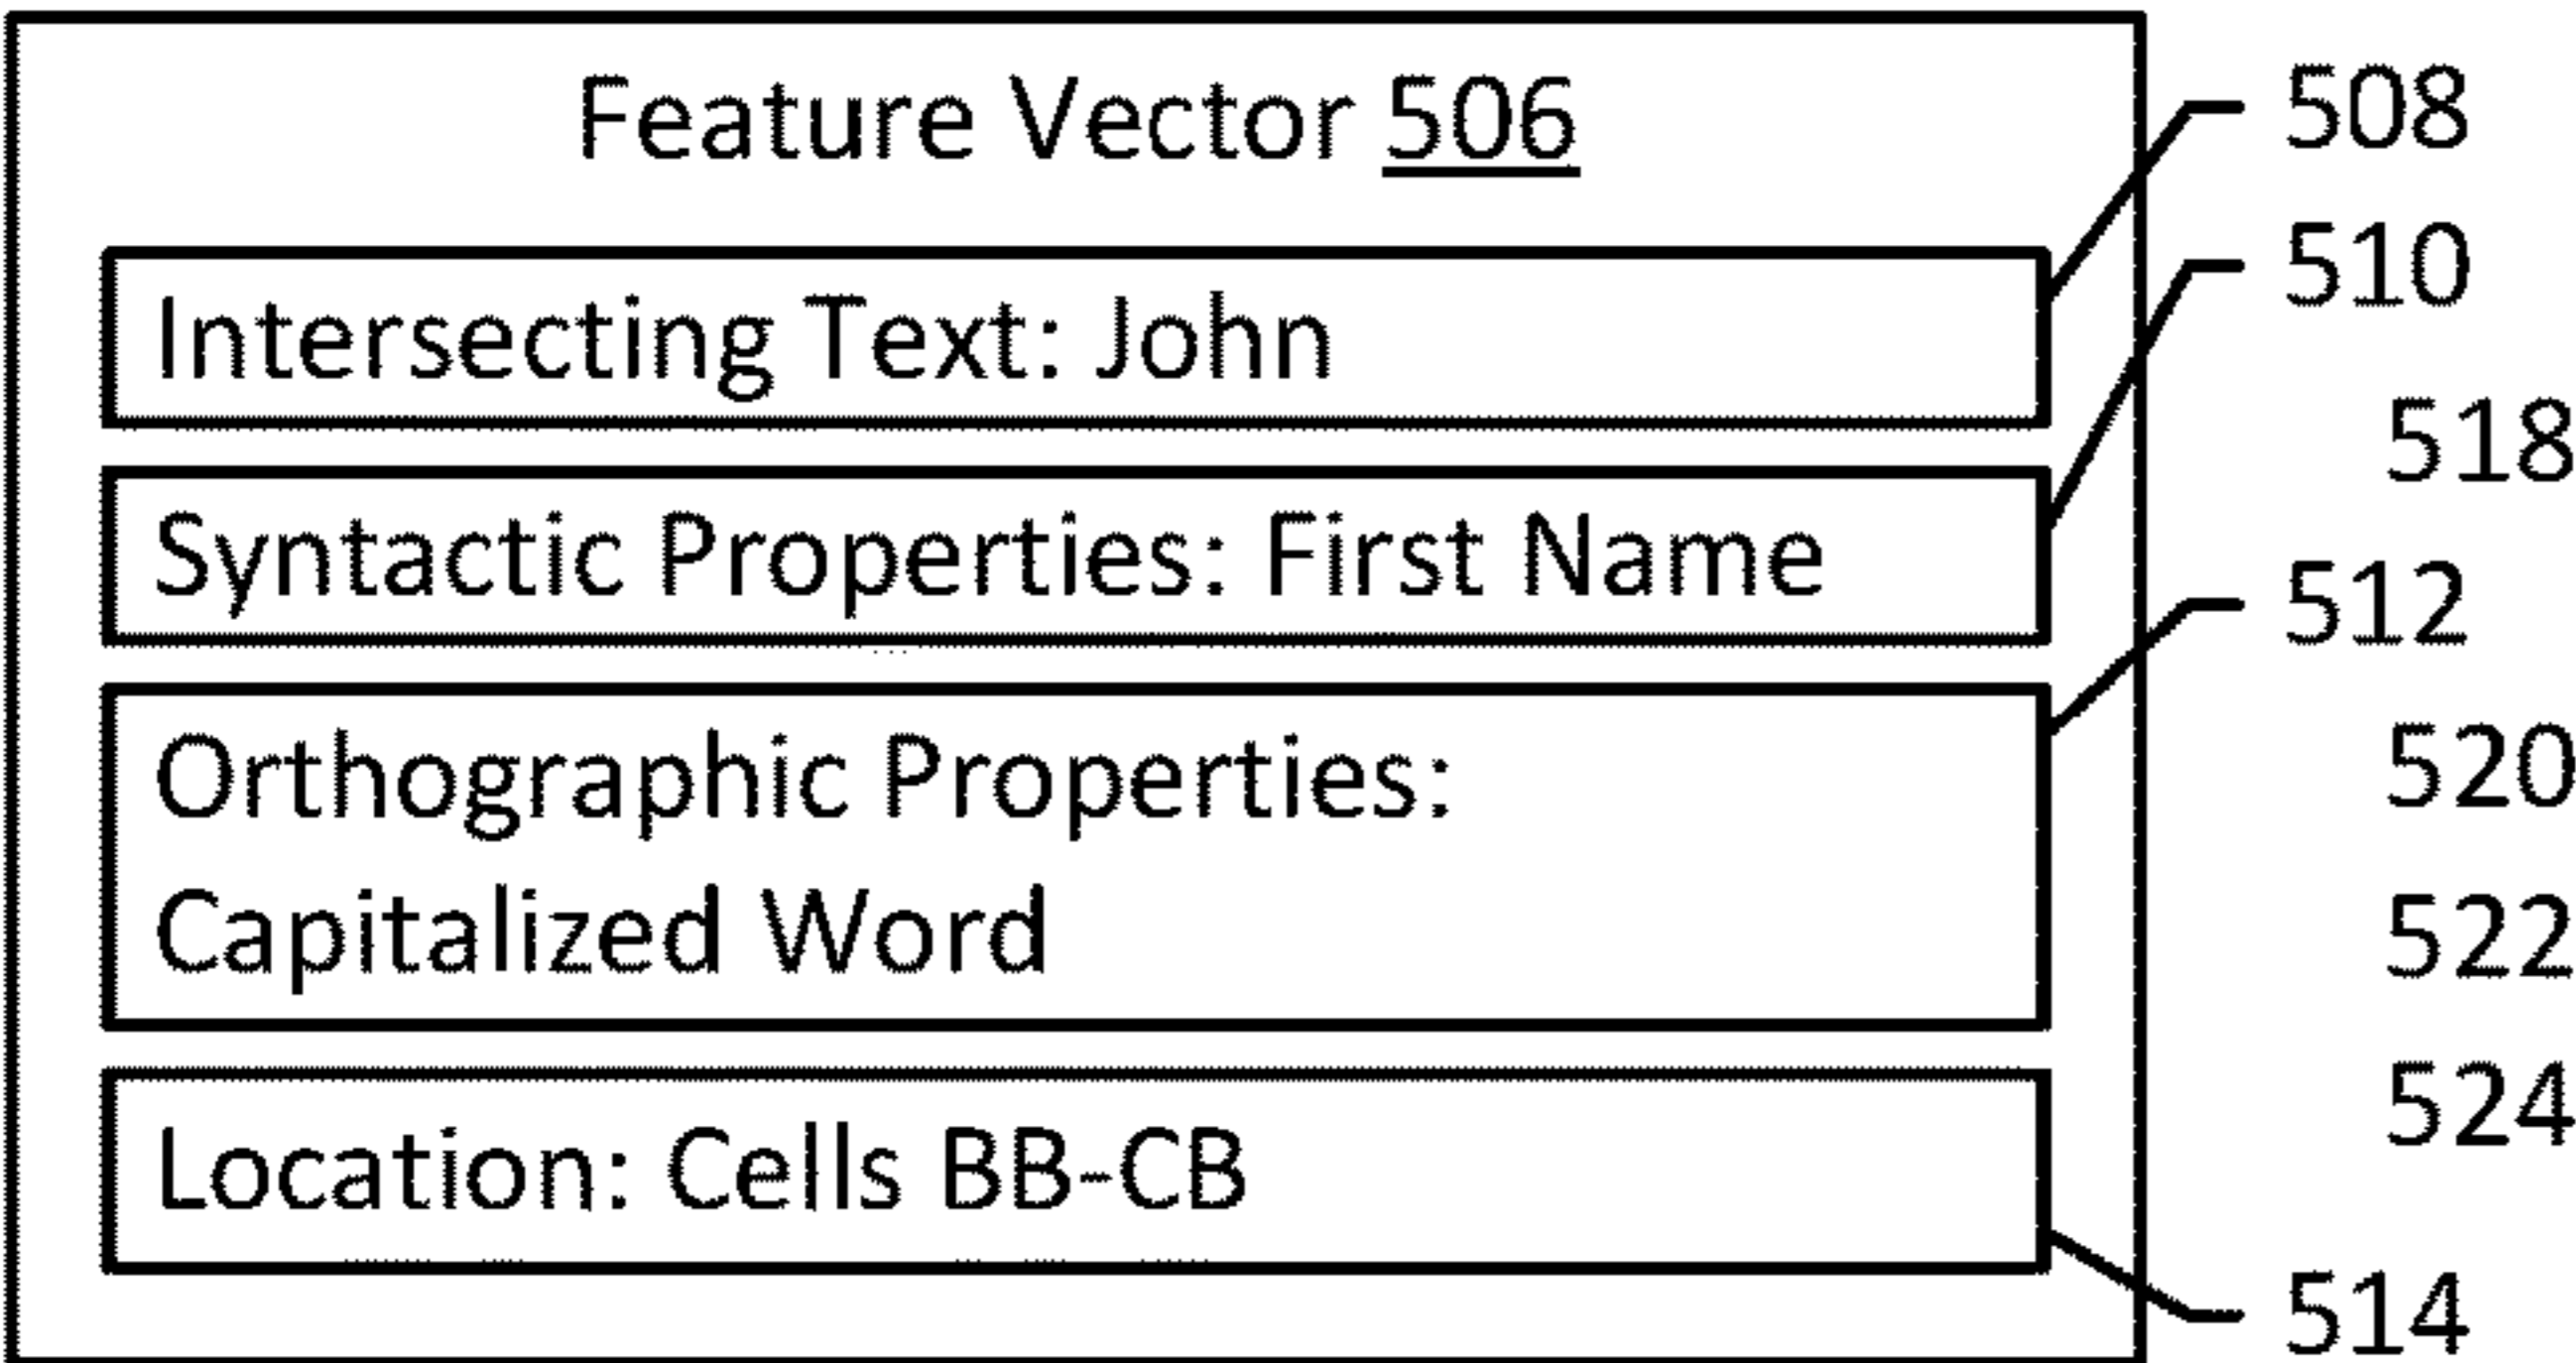 Feature Vector 506
508
Intersecting Text: John
510
518
Syntactic Properties: First Name
512
Orthographic Properties:
520
Capitalized Word
522
524
Location: Cells BB-CB
514